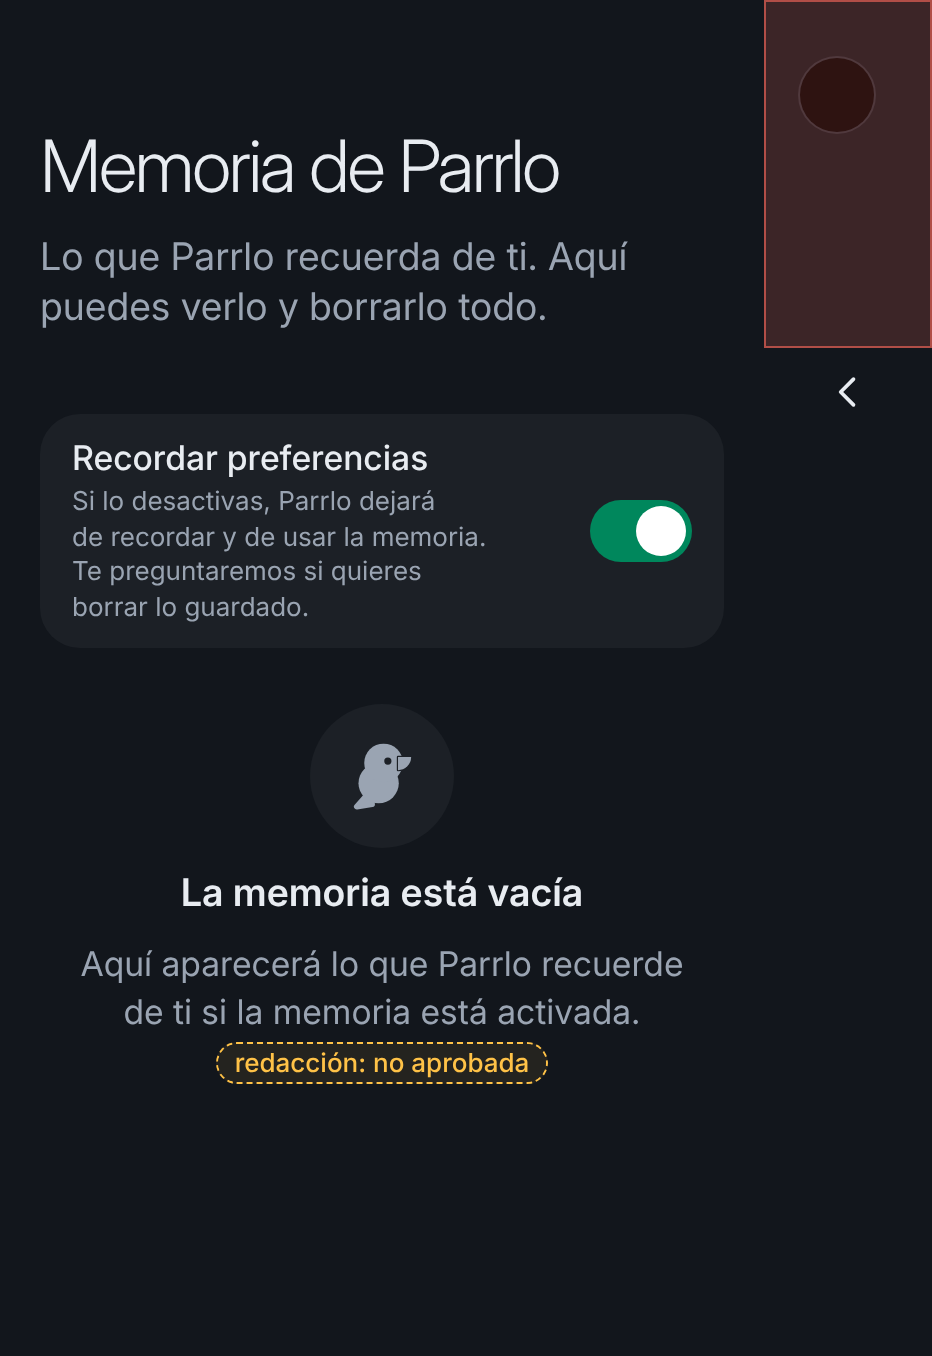 Memoria de Parrlo
Lo que Parrlo recuerda de ti. Aquí
puedes verlo y borrarlo todo.
Recordar preferencias
Si lo desactivas, Parrlo dejará
de recordar y de usar la memoria.
Te preguntaremos si quieres
borrar lo guardado.
La memoria está vacía
Aquí aparecerá lo que Parrlo recuerde
de ti si la memoria está activada.
redacción: no aprobada